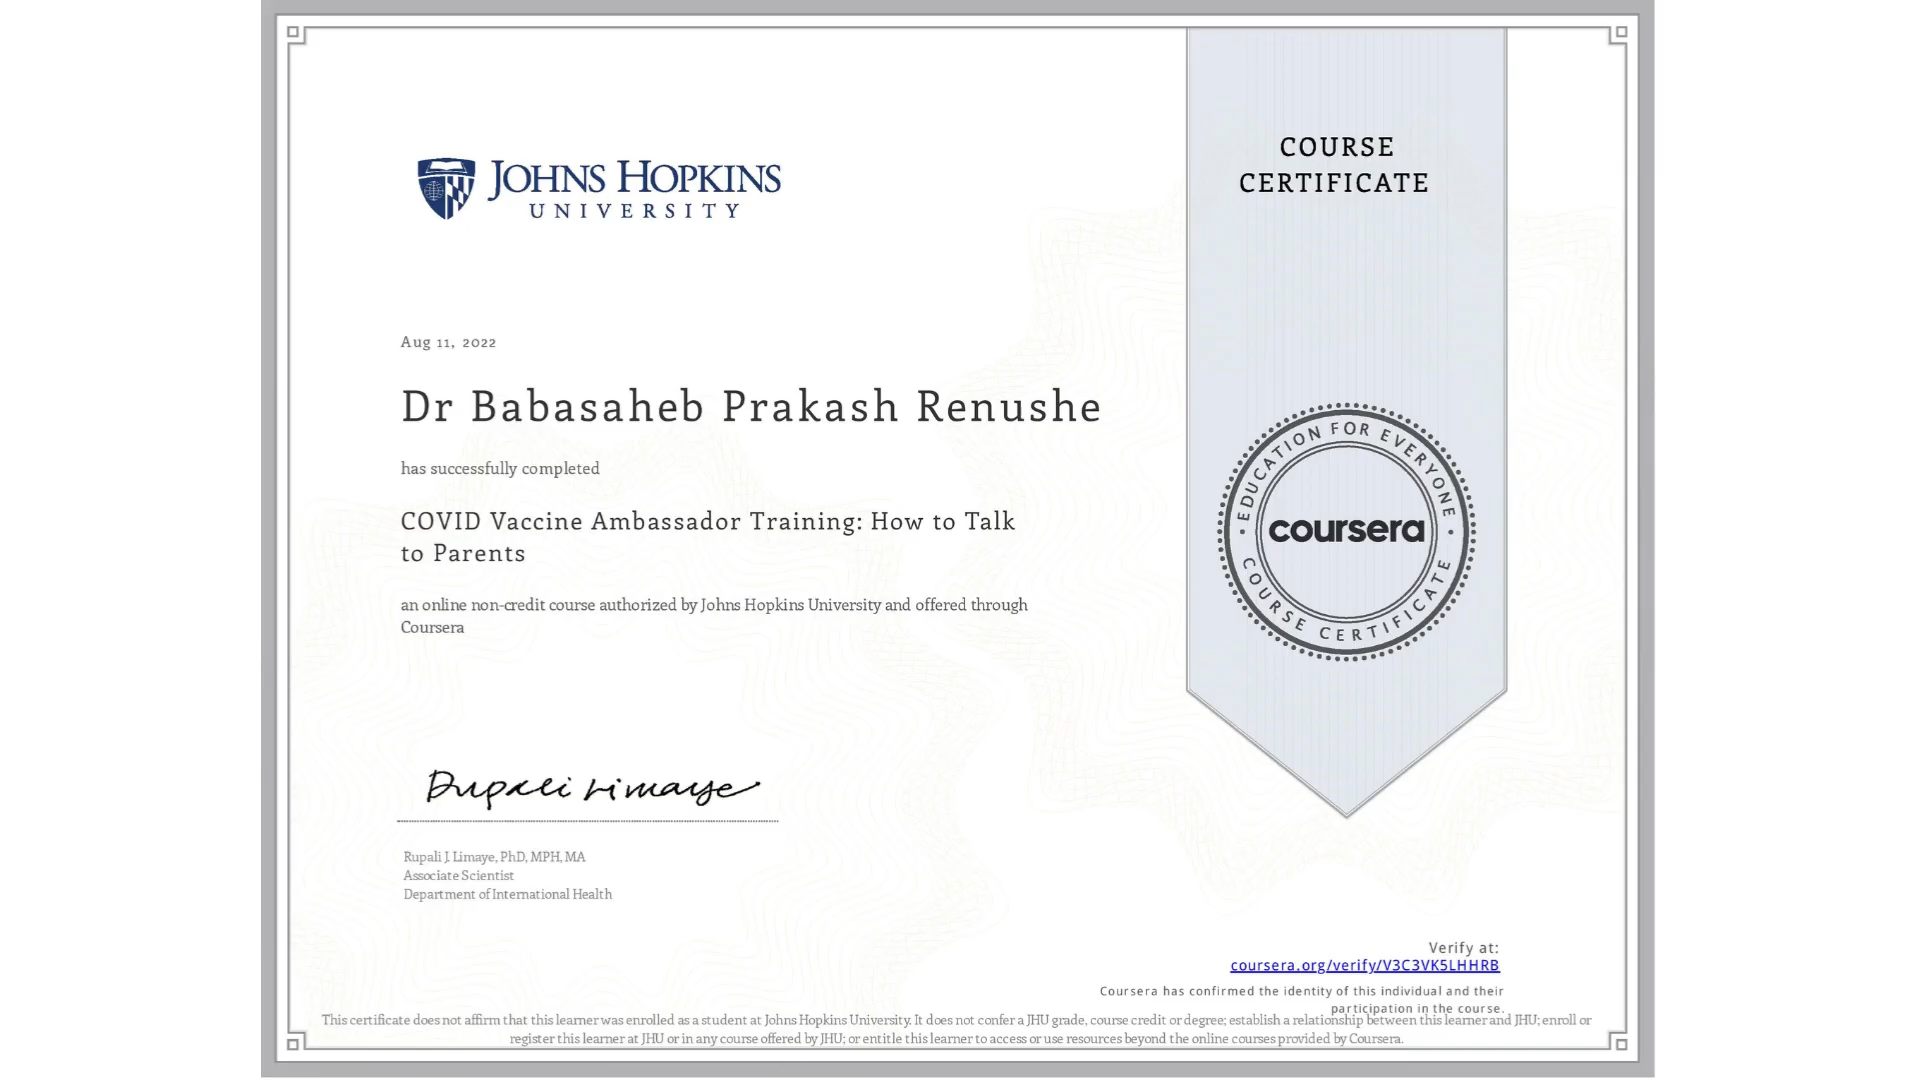 JOHNS HOPKINS
UNIVERSITY
COURSE
CERTIFICATE
Aug 11, 2022
Dr Babasaheb Prakash Renushe
has successfully completed
COVID Vaccine Ambassador Training: How to Talk
to Parents
an online non-credit course authorized by Johns Hopkins University and offered through
Coursera
EDUCATION FOR EVERYONE
coursera
COURSE CERTIFICATE
Rupali Limaye
Rupali J. Limaye, PhD, MPH, MA
Associate Scientist
Department of International Health
Verify at:
coursera.org/verify/V3C3VK5LHHRB
Coursera has confirmed the identity of this individual and their
participation in the course.
This certificate does not affirm that this learner was enrolled as a student at Johns Hopkins University. It does not confer a JHU grade, course credit or degree; establish a relationship between this learner and JHU; enroll or
register this learner at JHU or in any course offered by JHU; or entitle this learner to access or use resources beyond the online courses provided by Coursera.